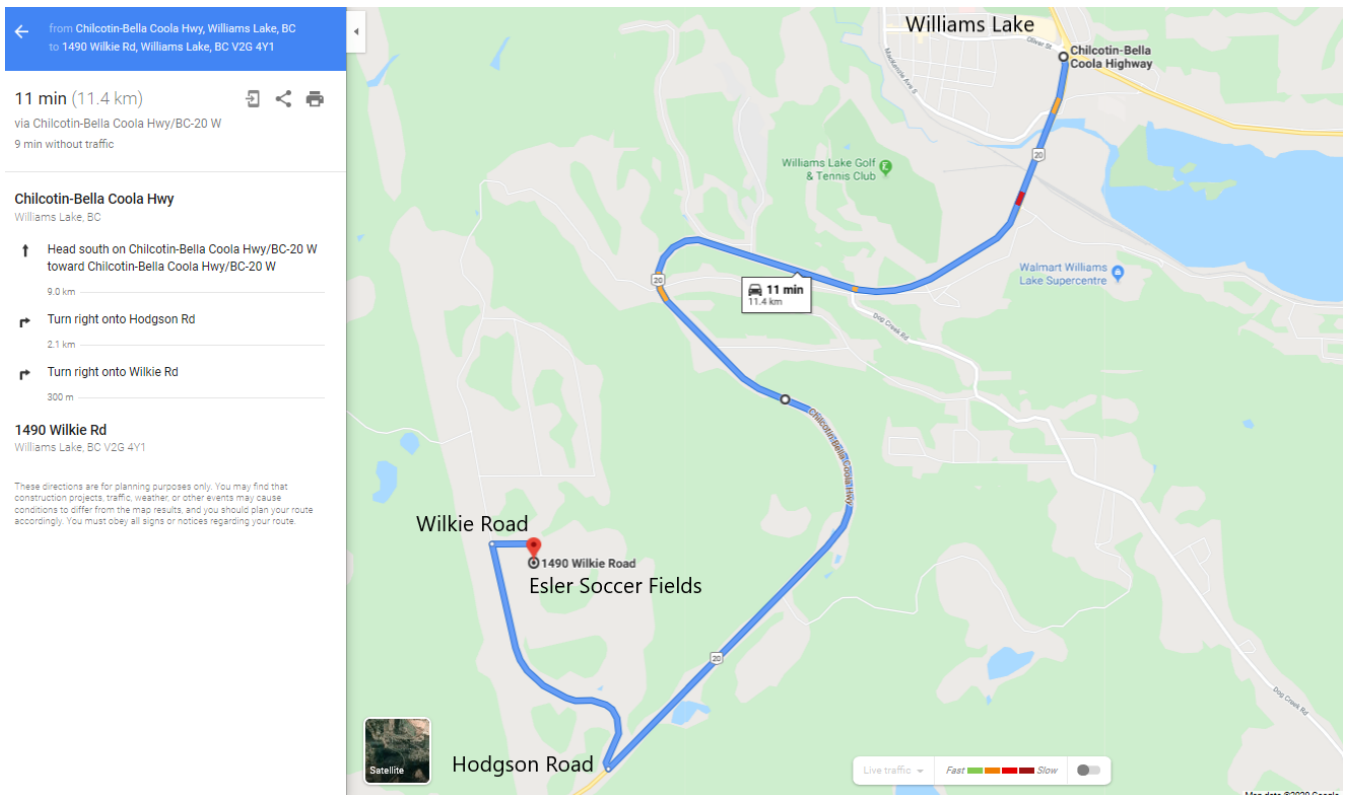 from Chilcotin-Bella Coola Hwy, Williams Lake, BC
to 1490 Wilkie Rd, Williams Lake, BC V2G 4Y1
11 min (11.4 km)
via Chilcotin-Bella Coola Hwy/BC-20 W
9 min without traffic
Chilcotin-Bella Coola Hwy
Williams Lake, BC
Head south on Chilcotin-Bella Coola Hwy/BC-20 W
toward Chilcotin-Bella Coola Hwy/BC-20 W
9.0 km
Turn right onto Hodgson Rd
2.1 km
Turn right onto Wilkie Rd
300 m
1490 Wilkie Rd
Williams Lake, BC V2G 4Y1
These directions are for planning purposes only. You may find that
construction projects, traffic, weather, or other events may cause
conditions to differ from the map results, and you should plan your route
accordingly. You must obey all signs or notices regarding your route.
Williams Lake
Oliver St
Chilcotin-Bella
Coola Highway
MacKenzie Ave S
20
Williams Lake Golf
& Tennis Club
Walmart Williams
Lake Supercentre
20
11 min
11.4 km
Dog Creek Rd
Chilcotin-Bella Coola Hwy
Wilkie Road
1490 Wilkie Road
Esler Soccer Fields
20
Dog Creek Rd
Hodgson Road
Satellite
Live traffic
Fast
Slow
Map data ©2020 Google